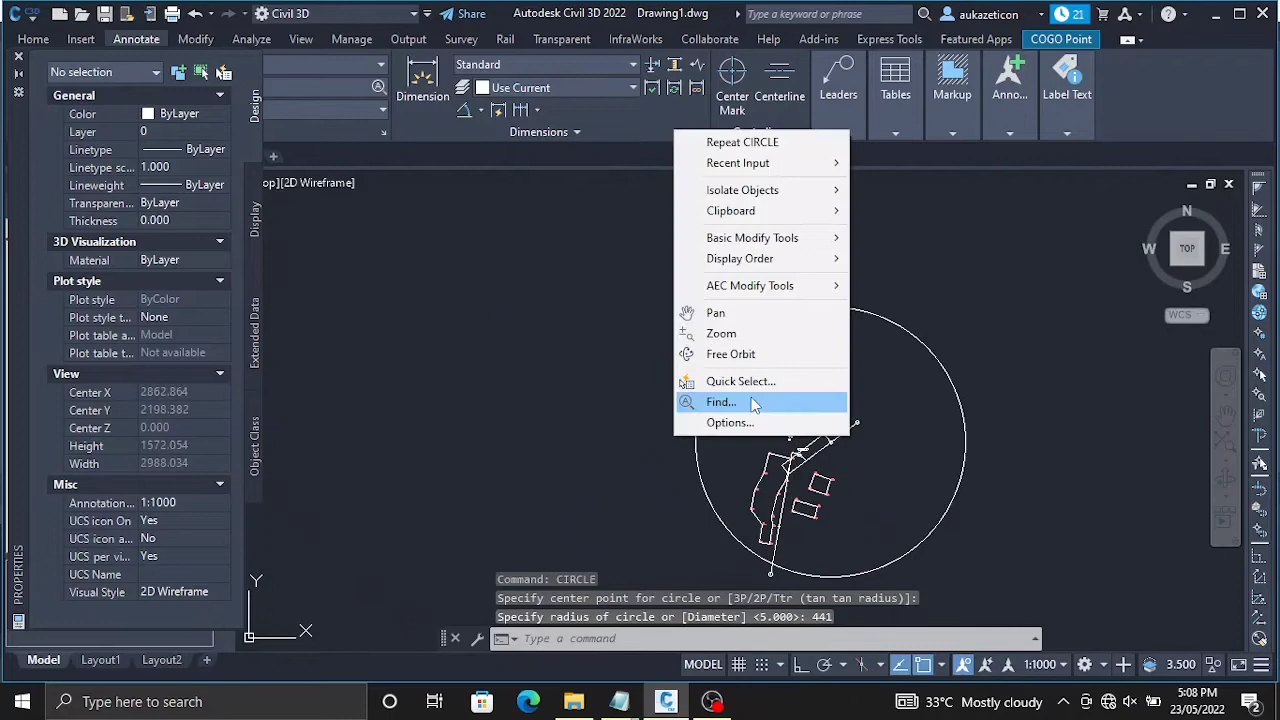 Civil 3D
Share
Autodesk Civil 3D 2022 Drawing1.dwg
Type a keyword or phrase
aukazeticon
21
Home Insert Annotate Modify Analyze View Manage Output Survey Rail Transparent InfraWorks Collaborate Help Add-ins Express Tools Featured Apps COGO Point
No selection
Dimension
Standard
Use Current
Dimensions
Center
Mark
Centerline
Leaders
Tables
Markup
Anno...
Label Text
General
Color ByLayer
Layer 0
Linetype ByLayer
Linetype sc... 1.000
Lineweight ByLayer
Transparen... ByLayer
Thickness 0.000
3D Visualization
Material ByLayer
Plot style
Plot style ByColor
Plot style t... None
Plot table a... Model
Plot table t... Not available
View
Center X 2862.864
Center Y 2198.382
Center Z 0.000
Height 1572.054
Width 2988.034
Misc
Annotation... 1:1000
UCS icon On Yes
UCS icon a... No
UCS per vi... Yes
UCS Name
Visual Style 2D Wireframe
PROPERTIES
Design
Display
Extended Data
Object Class
op][2D Wireframe]
Repeat CIRCLE
Recent Input
Isolate Objects
Clipboard
Basic Modify Tools
Display Order
AEC Modify Tools
Pan
Zoom
Free Orbit
Quick Select...
Find...
Options...
N
W TOP E
S
WCS
Y
X
Command: CIRCLE
Specify center point for circle or [3P/2P/Ttr (tan tan radius)]:
Specify radius of circle or [Diameter] <5.000>: 441
Type a command
Model Layout1 Layout2 +
MODEL
1:1000
3.500
Type here to search
33°C Mostly cloudy
5:08 PM
23/05/2022
2